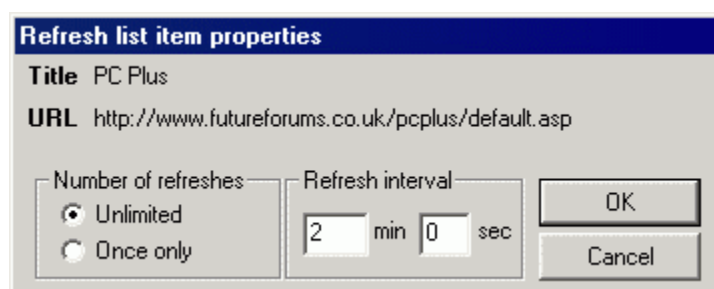 Refresh list item properties
Title PC Plus
URL http://www.futureforums.co.uk/pcplus/default.asp
Number of refreshes
Unlimited
Once only
Refresh interval
2 min 0 sec
OK
Cancel